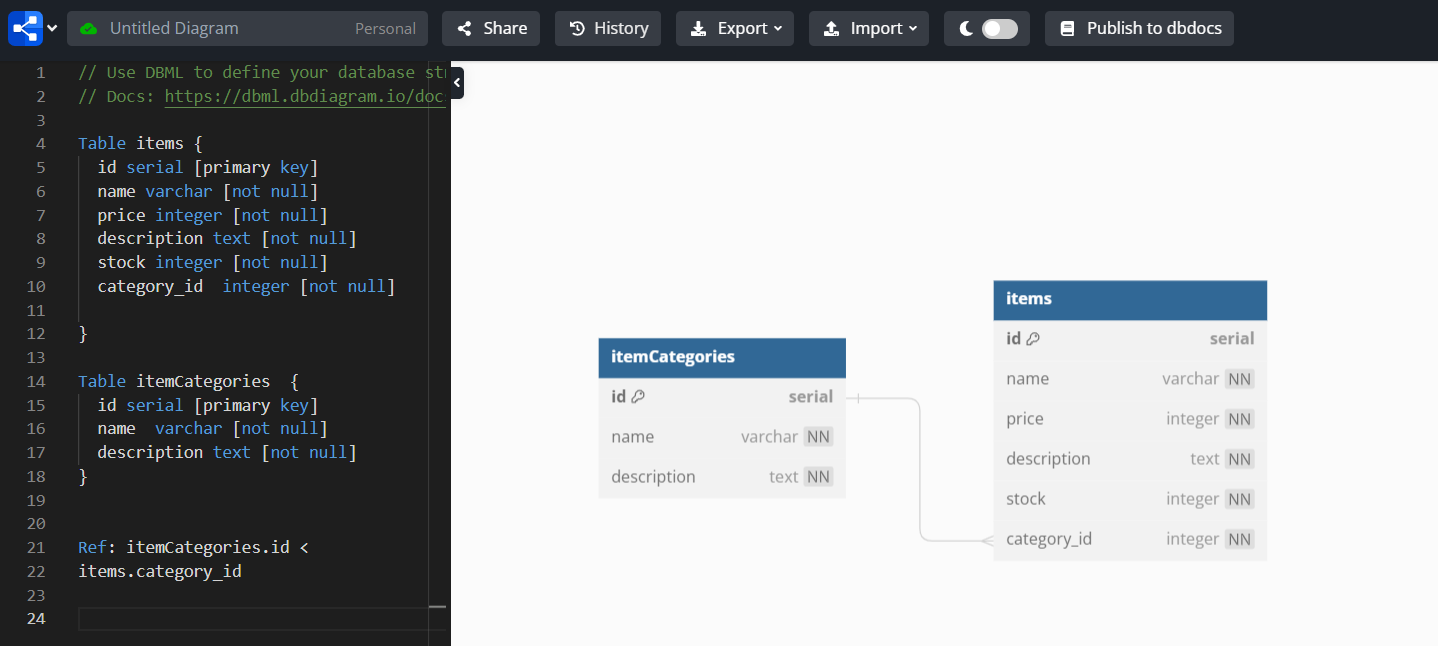 Untitled Diagram Personal Share History Export Import Publish to dbdocs
1 // Use DBML to define your database str
2 // Docs: https://dbml.dbdiagram.io/doc
3
4 Table items {
5 id serial [primary key]
6 name varchar [not null]
7 price integer [not null]
8 description text [not null]
9 stock integer [not null]
10 category_id integer [not null]
11
12 }
13
14 Table itemCategories {
15 id serial [primary key]
16 name varchar [not null]
17 description text [not null]
18 }
19
20
21 Ref: itemCategories.id <
22 items.category_id
23
24
itemCategories
id serial
name varchar NN
description text NN
items
id serial
name varchar NN
price integer NN
description text NN
stock integer NN
category_id integer NN